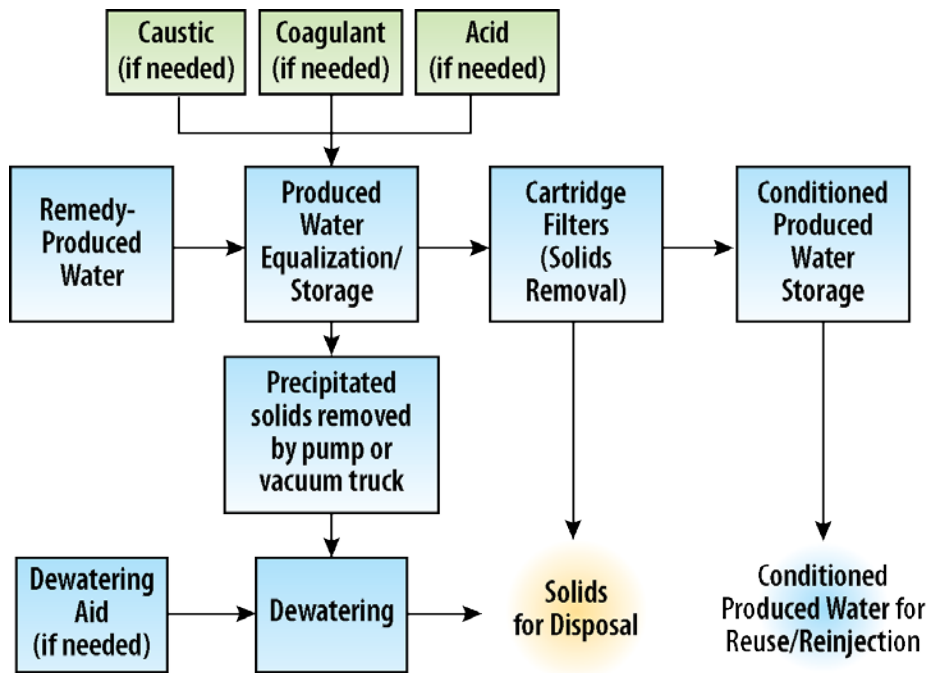 Caustic
(if needed)
Coagulant
(if needed)
Acid
(if needed)
Remedy-
Produced
Water
Produced
Water
Equalization/
Storage
Cartridge
Filters
(Solids
Removal)
Conditioned
Produced
Water
Storage
Precipitated
solids removed
by pump or
vacuum truck
Dewatering
Aid
(if needed)
Dewatering
Solids
for Disposal
Conditioned
Produced Water for
Reuse/Reinjection